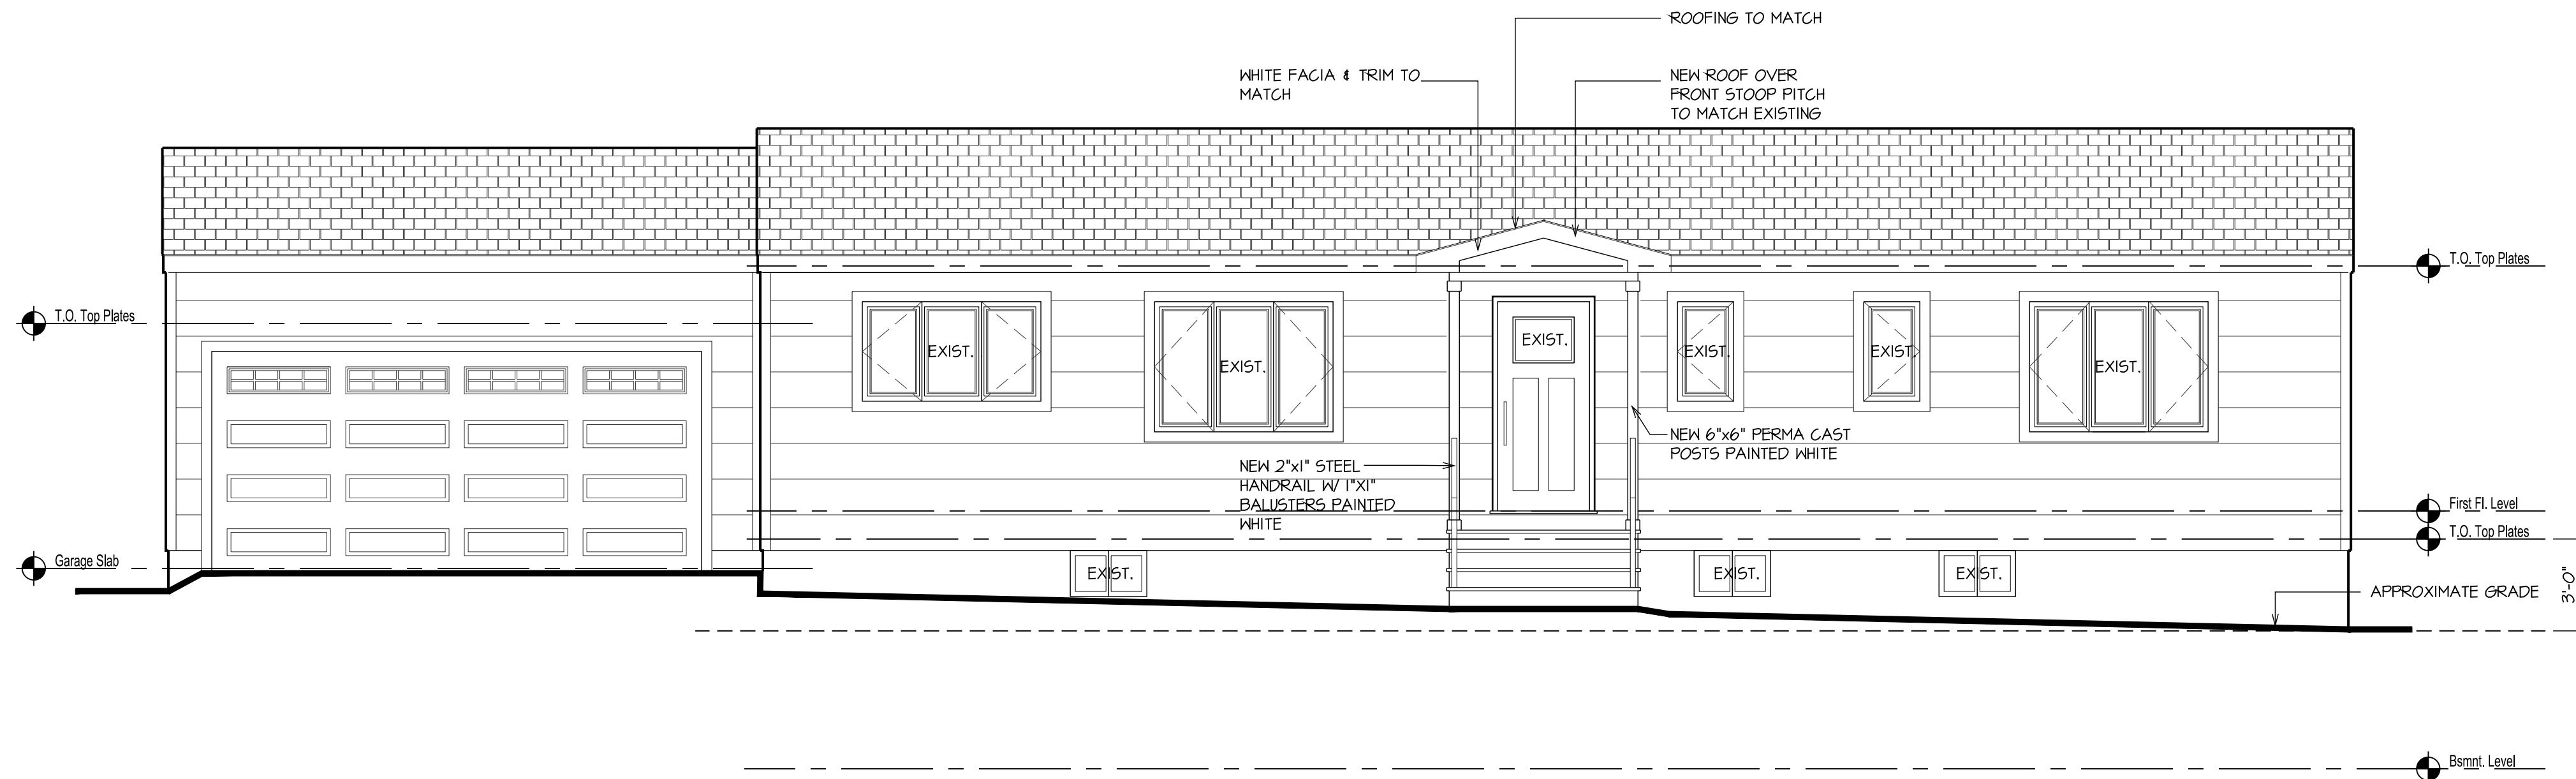 ROOFING TO MATCH
WHITE FACIA & TRIM TO
MATCH
NEW ROOF OVER
FRONT STOOP PITCH
TO MATCH EXISTING
T.O. Top Plates
T.O. Top Plates
EXIST.
EXIST.
EXIST.
EXIST.
EXIST.
EXIST.
NEW 6"x6" PERMA CAST
POSTS PAINTED WHITE
NEW 2"x1" STEEL
HANDRAIL W/ 1"X1"
BALUSTERS PAINTED
WHITE
First Fl. Level
T.O. Top Plates
Garage Slab
EXIST.
EXIST.
EXIST.
APPROXIMATE GRADE
3'-0"
Bsmnt. Level